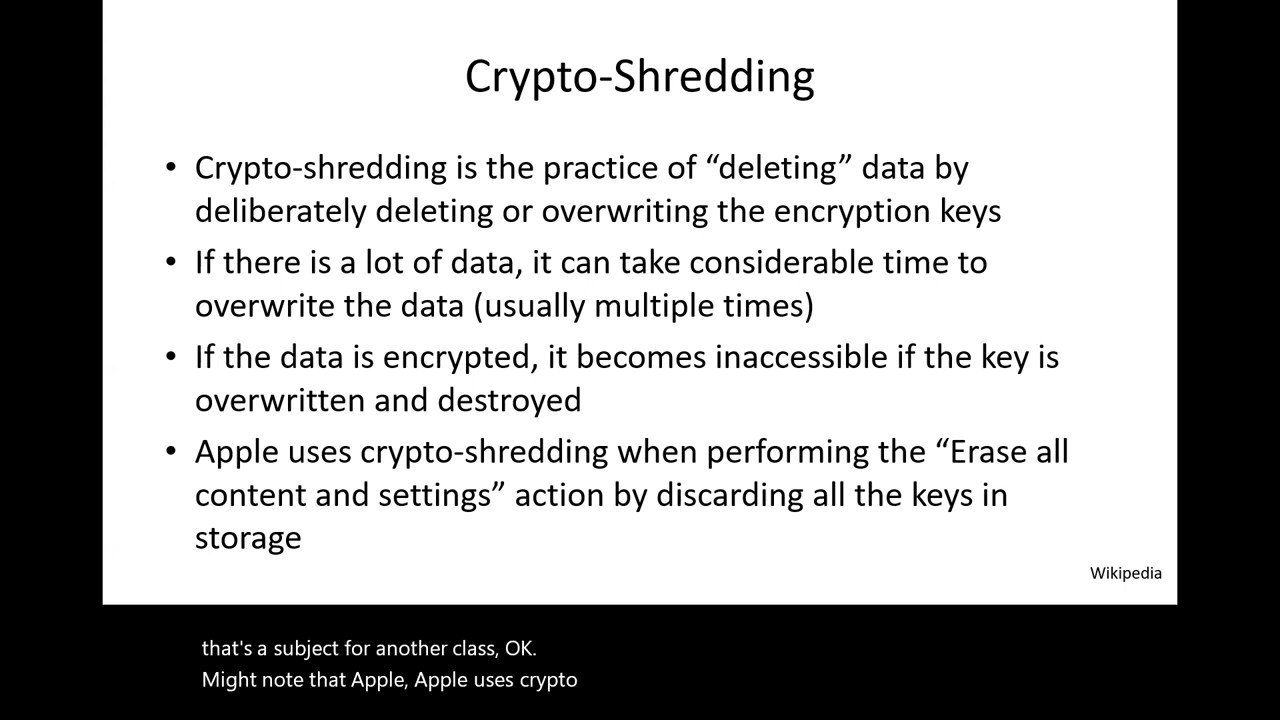 Crypto-Shredding
• Crypto-shredding is the practice of “deleting” data by
deliberately deleting or overwriting the encryption keys
• If there is a lot of data, it can take considerable time to
overwrite the data (usually multiple times)
• If the data is encrypted, it becomes inaccessible if the key is
overwritten and destroyed
• Apple uses crypto-shredding when performing the “Erase all
content and settings” action by discarding all the keys in
storage
Wikipedia
that's a subject for another class, OK.
Might note that Apple, Apple uses crypto